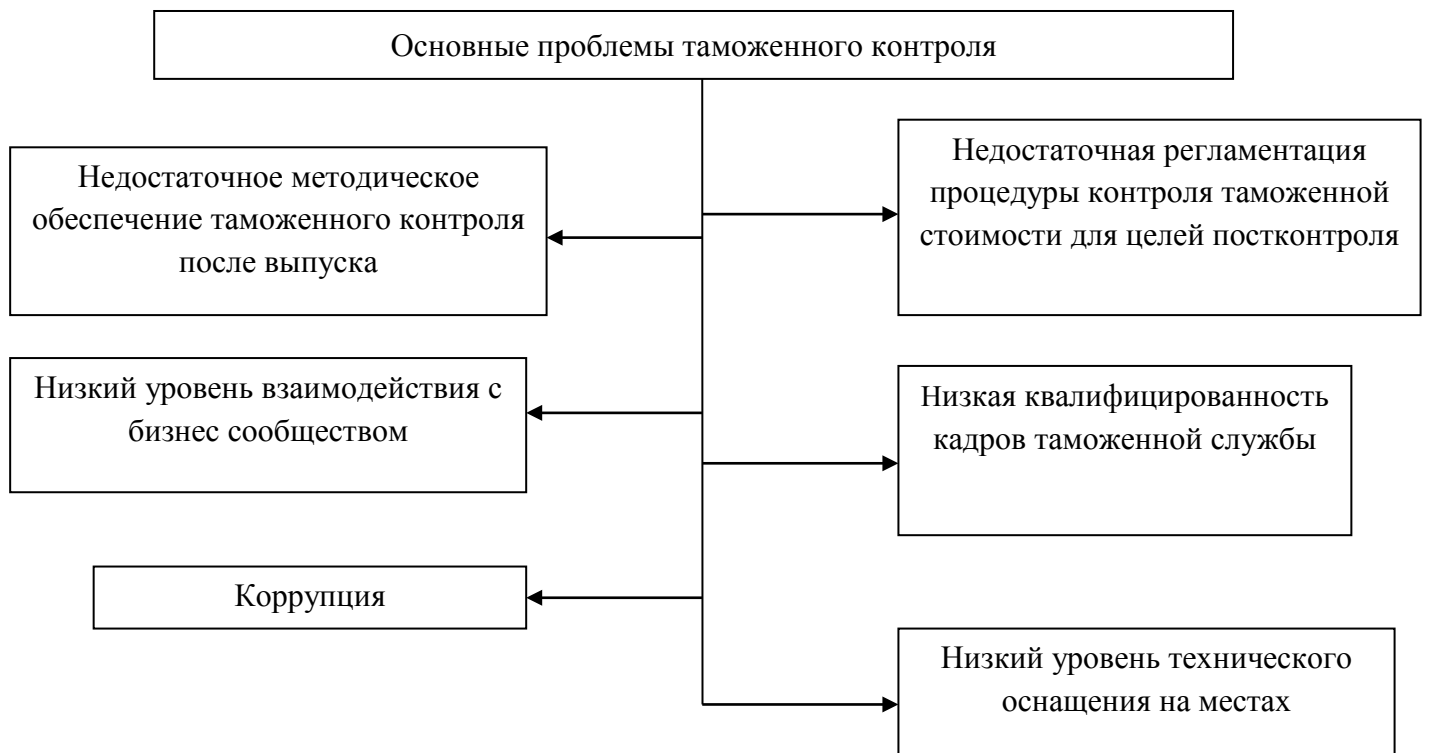 Основные проблемы таможенного контроля
Недостаточное методическое
обеспечение таможенного контроля
после выпуска
Недостаточная регламентация
процедуры контроля таможенной
стоимости для целей постконтроля
Низкий уровень взаимодействия с
бизнес сообществом
Низкая квалифицированность
кадров таможенной службы
Коррупция
Низкий уровень технического
оснащения на местах